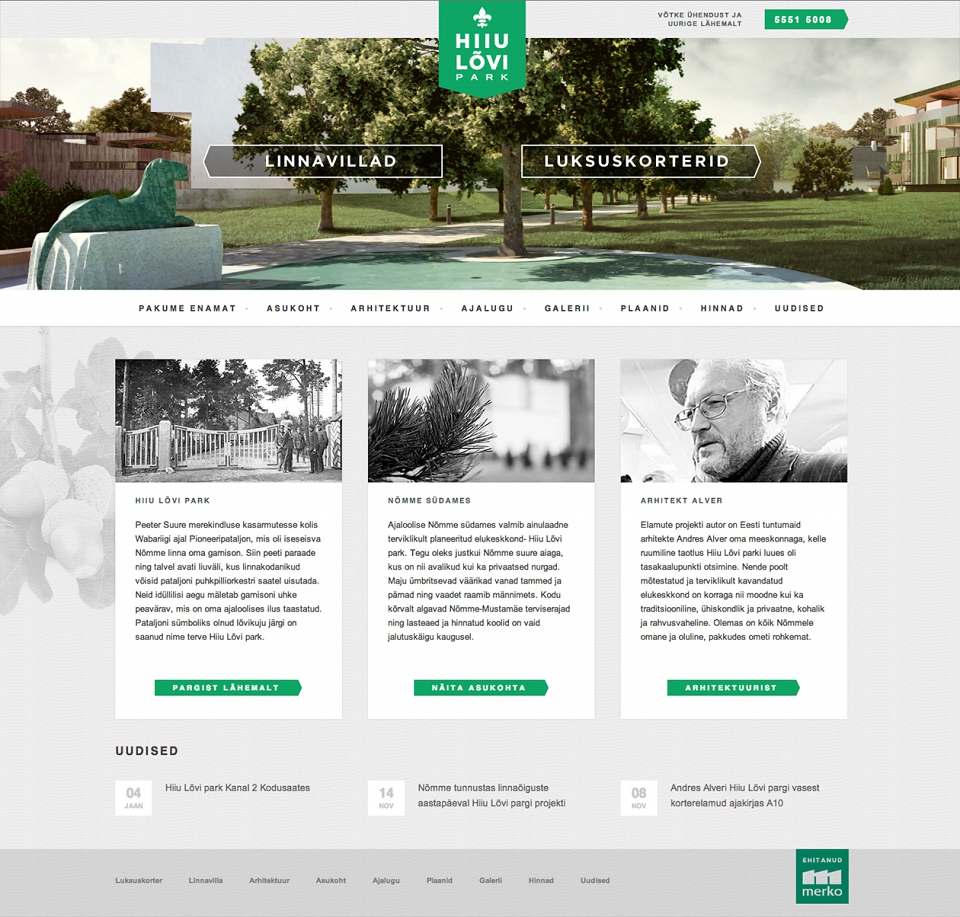 VÕTKE ÜHENDUST JA
UURIGE LÄHEMALT
5551 5008
HIIU
LÕVI
PARK
LINNAVILLAD
LUKSUSKORTERID
PAKUME ENAMAT
ASUKOHT
ARHITEKTUUR
AJALUGU
GALERII
PLAANID
HINNAD
UUDISED
HIIU LÕVI PARK
Peeter Suure merekindluse kasarmutesse kolis
Wabariigi ajal Pioneeripataljon, mis oli iseseisva
Nõmme linna oma garnison. Siin peeti paraade
ning talvel avati liuväli, kus linnakodanikud
võisid pataljoni puhkpilliorkestri saatel uisutada.
Neid idüllilisi aegu mäletab garnisoni uhke
peavärav, mis on oma ajaloolises ilus taastatud.
Pataljoni sümboliks olnud lõvikuju järgi on
saanud nime terve Hiiu Lõvi park.
PARGIST LÄHEMALT
NÕMME SÜDAMES
Ajaloolise Nõmme südames valmib ainulaadne
terviklikult planeeritud elukeskkond- Hiiu Lõvi
park. Tegu oleks justkui Nõmme suure aiaga,
kus on nii avalikud kui ka privaatsed nurgad.
Maju ümbritsevad väärikad vanad tammed ja
pärnad ning vaadet raamib männimets. Kodu
kõrvalt algavad Nõmme-Mustamäe terviserajad
ning lasteaed ja hinnatud koolid on vaid
jalutuskäigu kaugusel.
NÄITA ASUKOHTA
ARHITEKT ALVER
Elamute projekti autor on Eesti tuntumaid
arhitekte Andres Alver oma meeskonnaga, kelle
ruumiline taotlus Hiiu Lõvi parki luues oli
tasakaalupunkti otsimine. Nende poolt
mõtestatud ja terviklikult kavandatud
elukeskkond on korraga nii moodne kui ka
traditsiooniline, ühiskondlik ja privaatne, kohalik
ja rahvusvaheline. Olemas on kõik Nõmmele
omane ja oluline, pakkudes ometi rohkemat.
ARHITEKTUURIST
UUDISED
04
JAAN
Hiiu Lõvi park Kanal 2 Kodusaates
14
NOV
Nõmme tunnustas linnaõiguste
aastapäeval Hiiu Lõvi pargi projekti
08
NOV
Andres Alveri Hiiu Lõvi pargi vasest
korterelamud ajakirjas A10
Luksuskorter
Linnavilla
Arhitektuur
Asukoht
Ajalugu
Plaanid
Galerii
Hinnad
Uudised
EHITANUD
merko